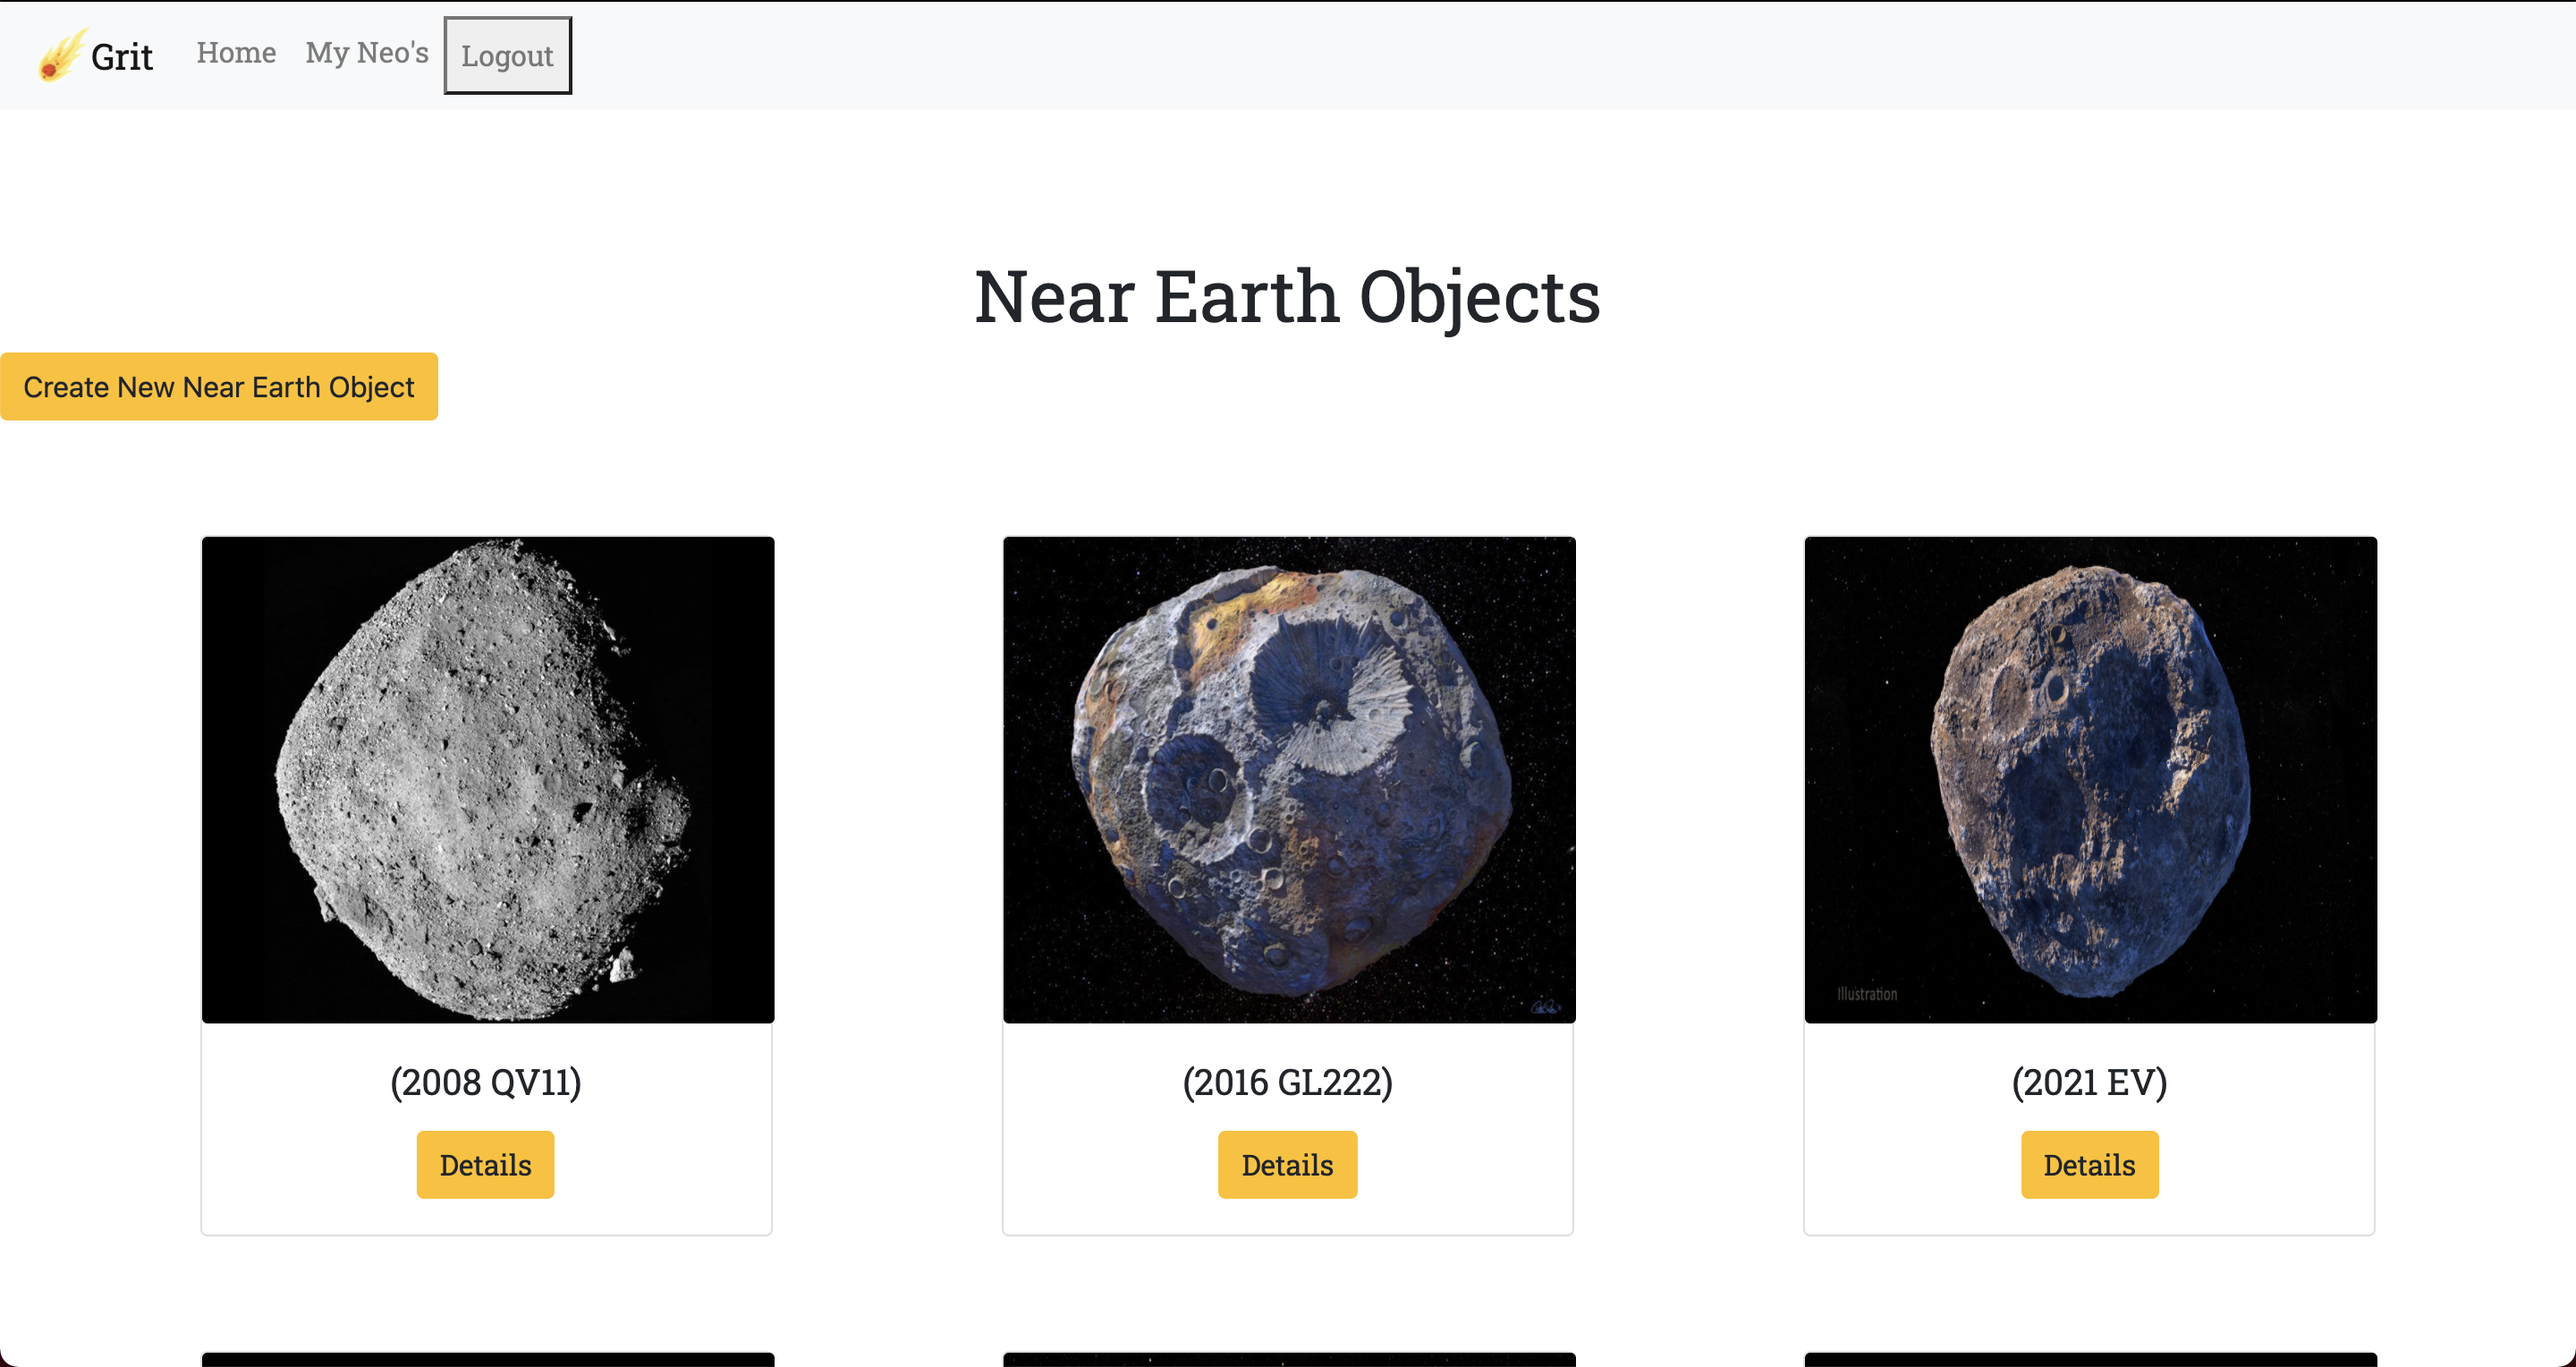 Grit Home My Neo's Logout
Near Earth Objects
Create New Near Earth Object
Illustration
(2008 QV11) (2016 GL222) (2021 EV)
Details Details Details